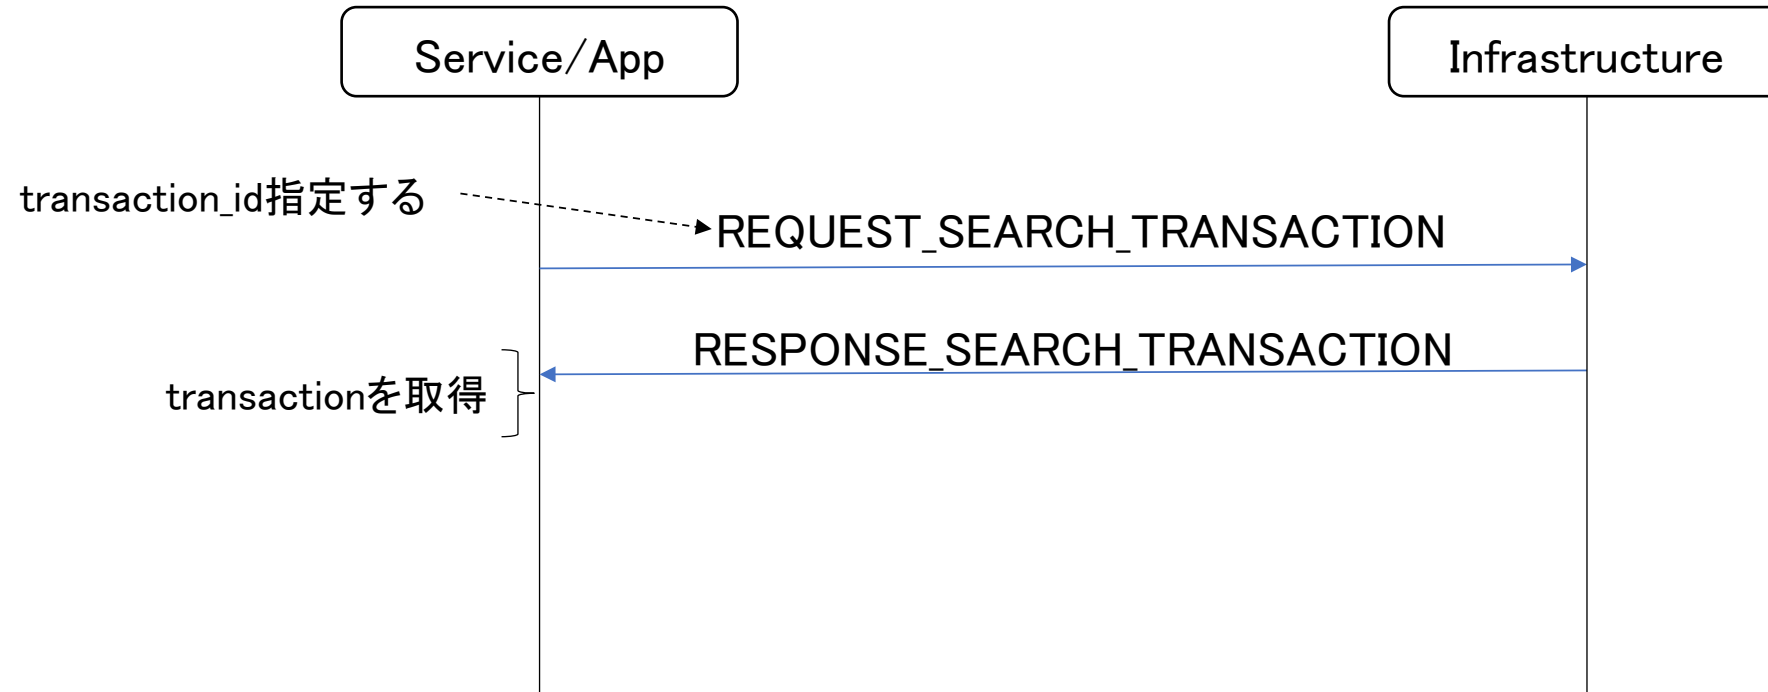 Service/App
Infrastructure
transaction_id指定する
REQUEST_SEARCH_TRANSACTION
RESPONSE_SEARCH_TRANSACTION
transactionを取得